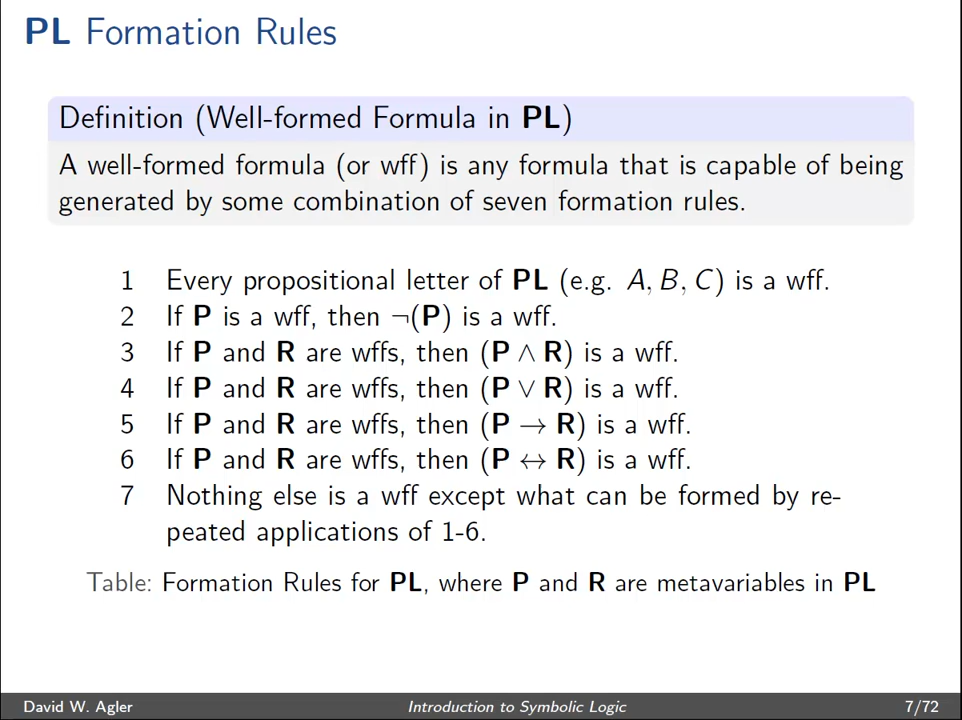 PL Formation Rules
Definition (Well-formed Formula in PL)
A well-formed formula (or wff) is any formula that is capable of being
generated by some combination of seven formation rules.
1 Every propositional letter of PL (e.g. A, B, C) is a wff.
2 If P is a wff, then ¬(P) is a wff.
3 If P and R are wffs, then (P ∧ R) is a wff.
4 If P and R are wffs, then (P ∨ R) is a wff.
5 If P and R are wffs, then (P → R) is a wff.
6 If P and R are wffs, then (P ↔ R) is a wff.
7 Nothing else is a wff except what can be formed by re-
peated applications of 1-6.
Table: Formation Rules for PL, where P and R are metavariables in PL
David W. Agler Introduction to Symbolic Logic 7/72